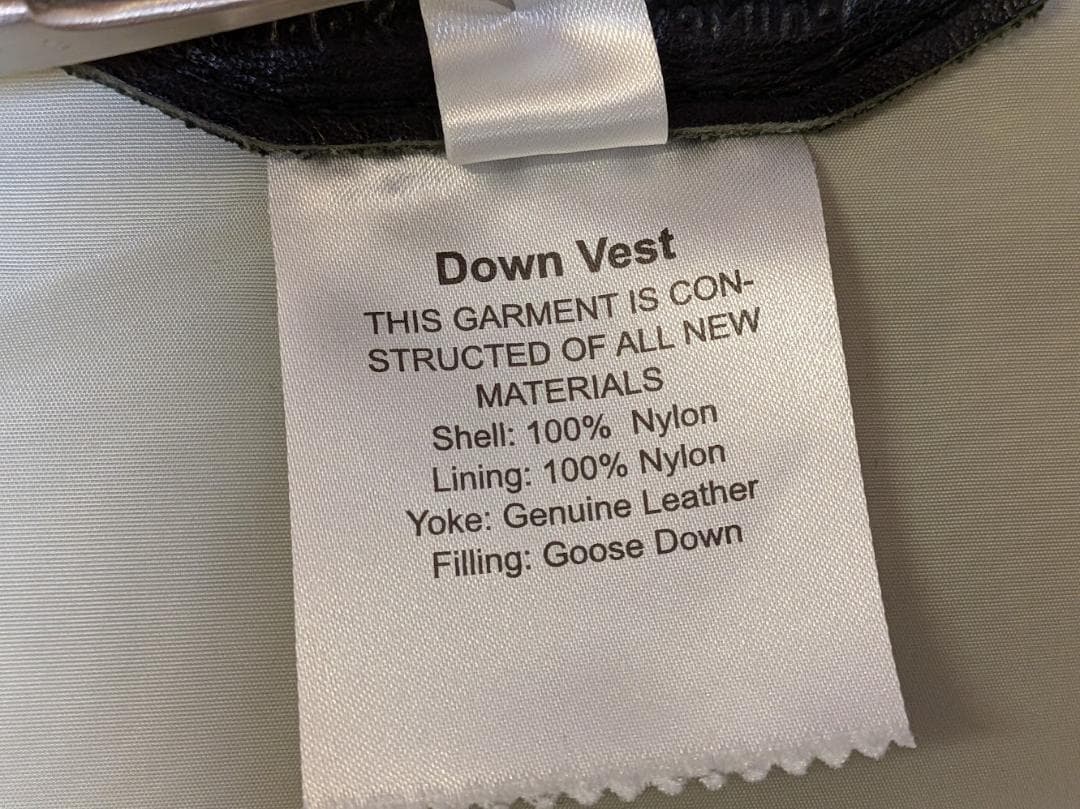 Down Vest
THIS GARMENT IS CON-
STRUCTED OF ALL NEW
MATERIALS
Shell: 100%  Nylon
Lining: 100% Nylon
Yoke: Genuine Leather
Filling: Goose Down